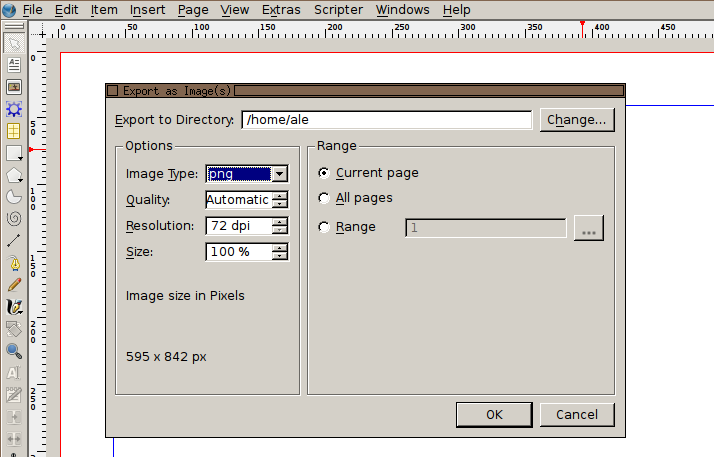 File Edit Item Insert Page View Extras Scripter Windows Help
0 50 100 150 200 250 300 350 400 450
0
50
100
150
200
250
Export as Image(s)
Export to Directory: /home/ale Change...
Options
Image Type: png
Quality: Automatic
Resolution: 72 dpi
Size: 100 %
Image size in Pixels
595 x 842 px
Range
Current page
All pages
Range 1 ...
OK Cancel